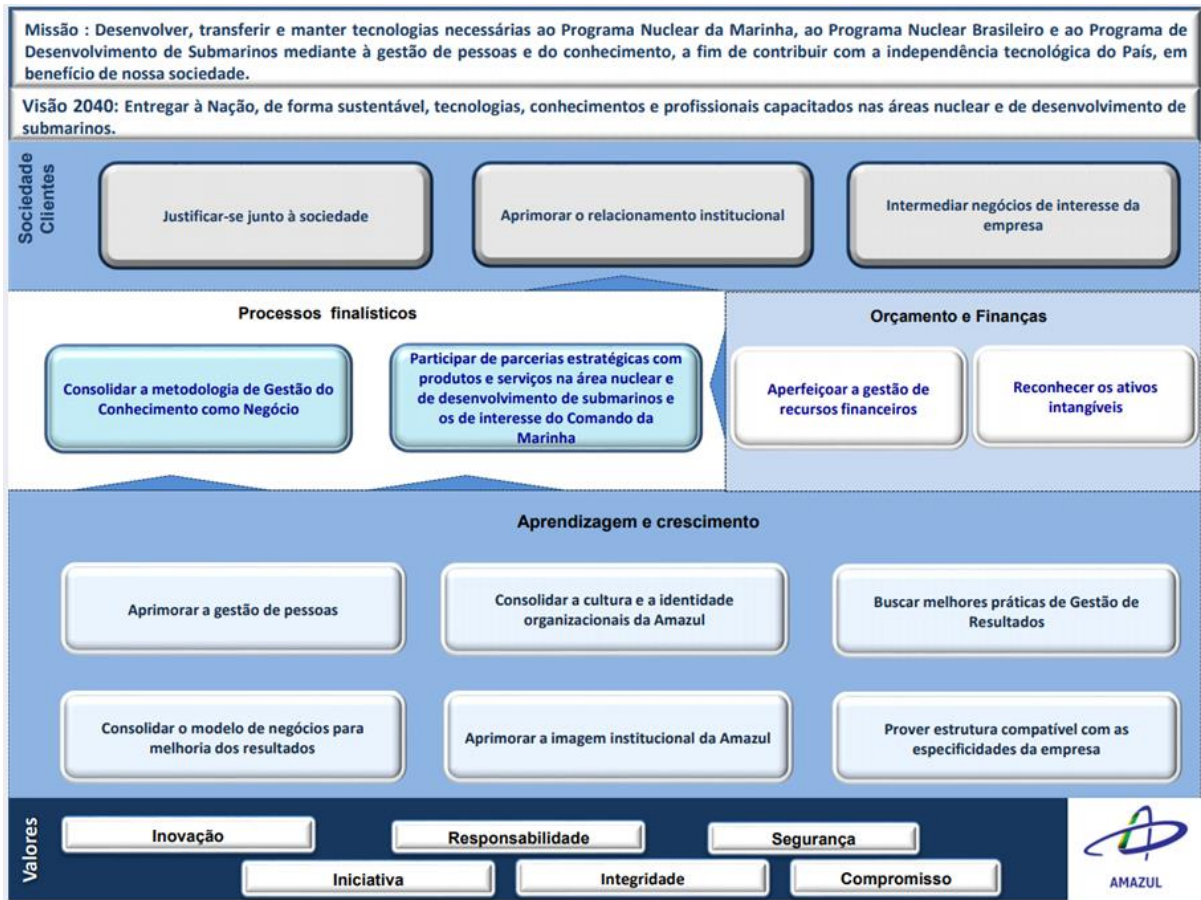 Missão : Desenvolver, transferir e manter tecnologias necessárias ao Programa Nuclear da Marinha, ao Programa Nuclear Brasileiro e ao Programa de
Desenvolvimento de Submarinos mediante à gestão de pessoas e do conhecimento, a fim de contribuir com a independência tecnológica do País, em
benefício de nossa sociedade.
Visão 2040: Entregar à Nação, de forma sustentável, tecnologias, conhecimentos e profissionais capacitados nas áreas nuclear e de desenvolvimento de
submarinos.
Sociedade
Clientes
Justificar-se junto à sociedade
Aprimorar o relacionamento institucional
Intermediar negócios de interesse da
empresa
Processos finalísticos
Consolidar a metodologia de Gestão do
Conhecimento como Negócio
Participar de parcerias estratégicas com
produtos e serviços na área nuclear e
de desenvolvimento de submarinos e
os de interesse do Comando da
Marinha
Orçamento e Finanças
Aperfeiçoar a gestão de
recursos financeiros
Reconhecer os ativos
intangíveis
Aprendizagem e crescimento
Aprimorar a gestão de pessoas
Consolidar a cultura e a identidade
organizacionais da Amazul
Buscar melhores práticas de Gestão de
Resultados
Consolidar o modelo de negócios para
melhoria dos resultados
Aprimorar a imagem institucional da Amazul
Prover estrutura compatível com as
especificidades da empresa
Valores
Inovação
Responsabilidade
Segurança
Iniciativa
Integridade
Compromisso
AMAZUL